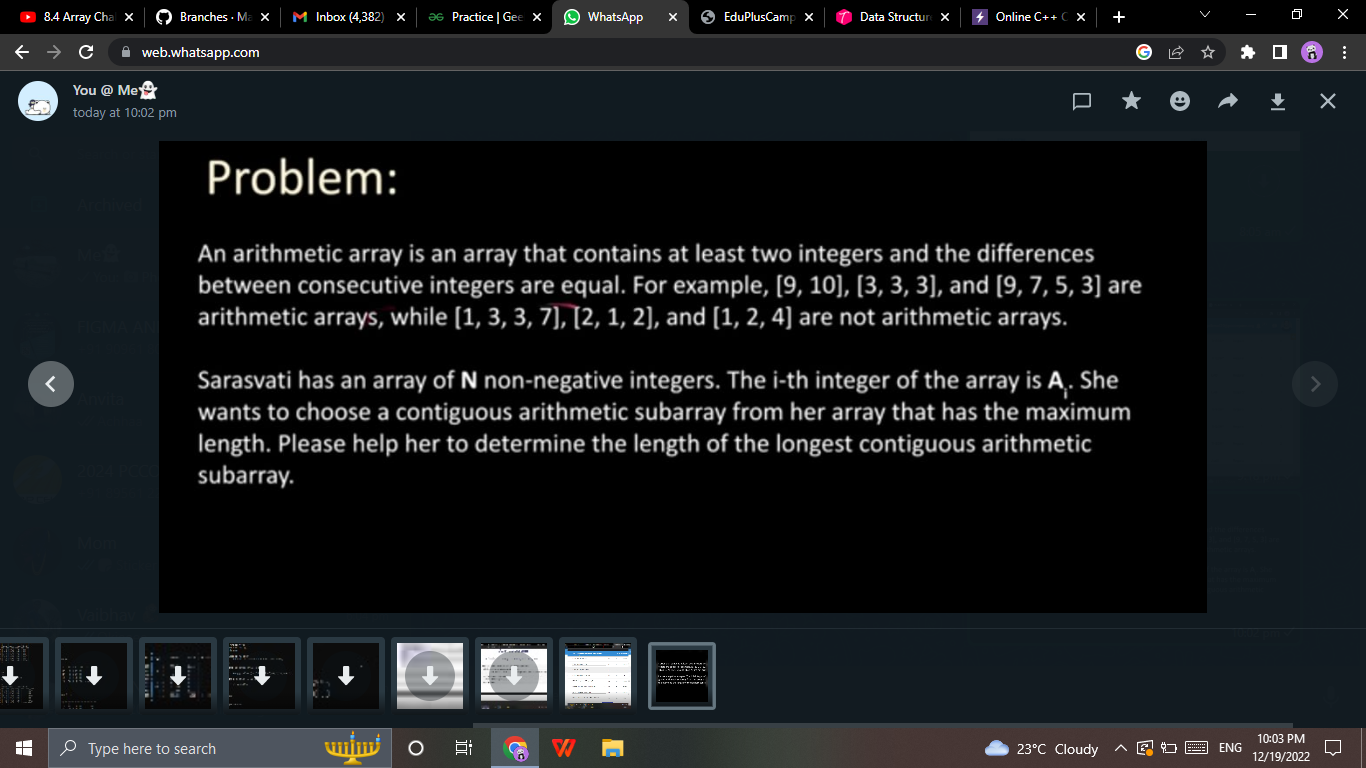 8.4 Array Cha
Branches · Ma
Inbox (4,382)
Practice | Gee
WhatsApp
EduPlusCamp
Data Structur
Online C++ C
web.whatsapp.com
You @ Me
today at 10:02 pm
Problem:
An arithmetic array is an array that contains at least two integers and the differences
between consecutive integers are equal. For example, [9, 10], [3, 3, 3], and [9, 7, 5, 3] are
arithmetic arrays, while [1, 3, 3, 7], [2, 1, 2], and [1, 2, 4] are not arithmetic arrays.
Sarasvati has an array of N non-negative integers. The i-th integer of the array is Ai. She
wants to choose a contiguous arithmetic subarray from her array that has the maximum
length. Please help her to determine the length of the longest contiguous arithmetic
subarray.
Type here to search
23°C Cloudy
ENG
10:03 PM
12/19/2022